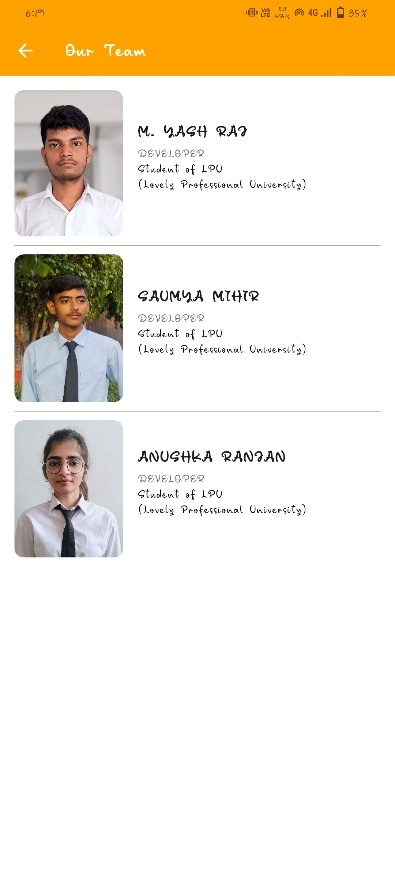 6:19
4G 35%
Our Team
M. YASH RAJ
DEVELOPER
Student of LPU
(Lovely Professional University)
SAUMYA MIHIR
DEVELOPER
Student of LPU
(Lovely Professional University)
ANUSHKA RANJAN
DEVELOPER
Student of LPU
(Lovely Professional University)